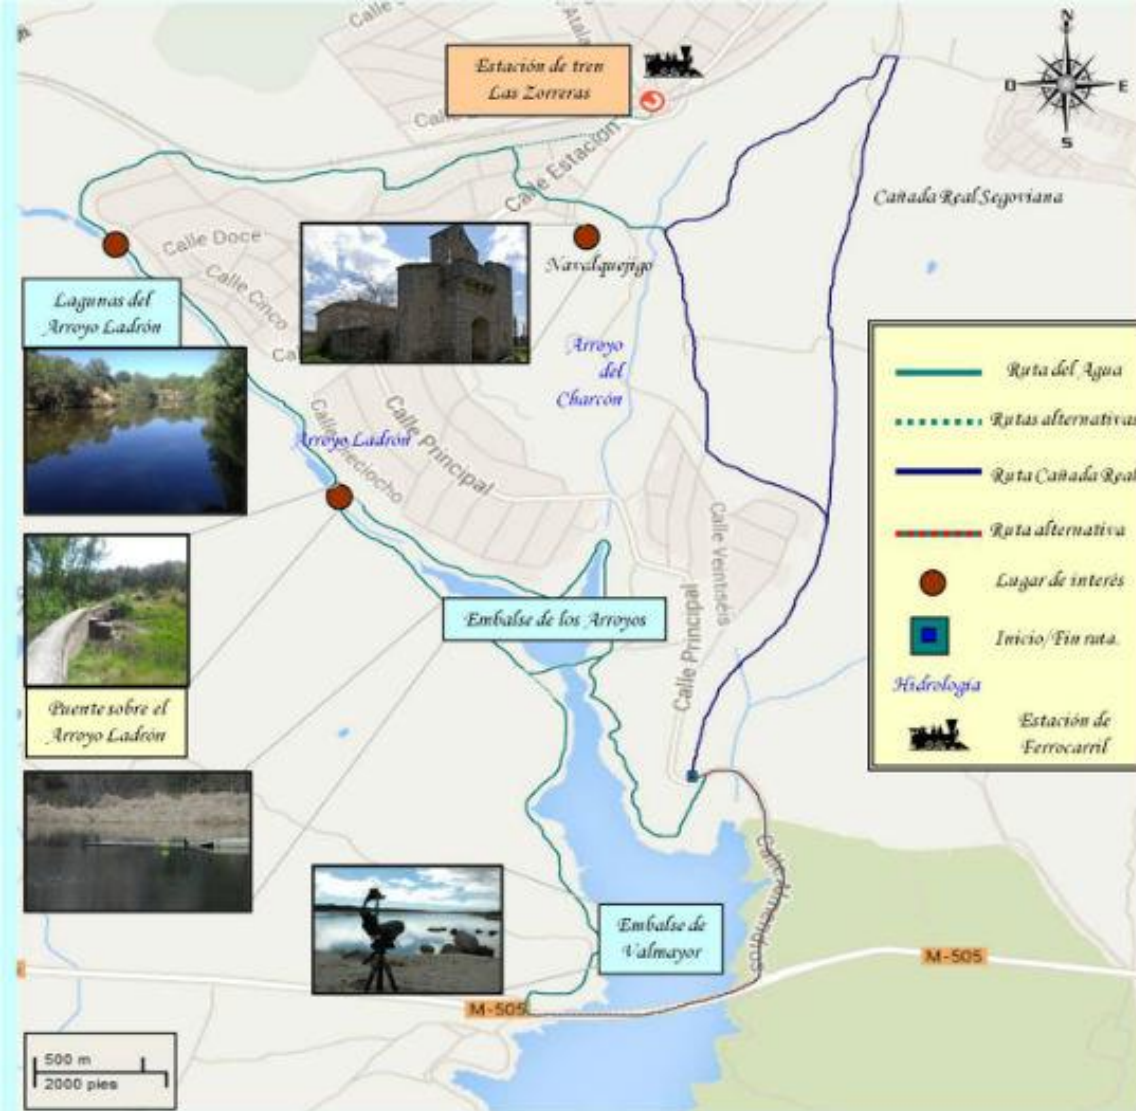 Estación de tren
Las Zorreras
N
O
E
S
Calle Estación
Cañada Real Segoviana
Calle Doce
Navalquejigo
Calle Cinco
Lagunas del
Arroyo Ladrón
Arroyo
del
Charcón
Calle Principal
Calle Dieciocho
Arroyo Ladrón
Calle Veintiséis
Calle Principal
Embalse de los Arroyos
Puente sobre el
Arroyo Ladrón
Embalse de
Valmayor
M-505
M-505
500 m
2000 pies
Ruta del Agua
Rutas alternativas
Ruta Cañada Real
Ruta alternativa
Lugar de interés
Inicio/Fin ruta.
Hidrología
Estación de
Ferrocarril